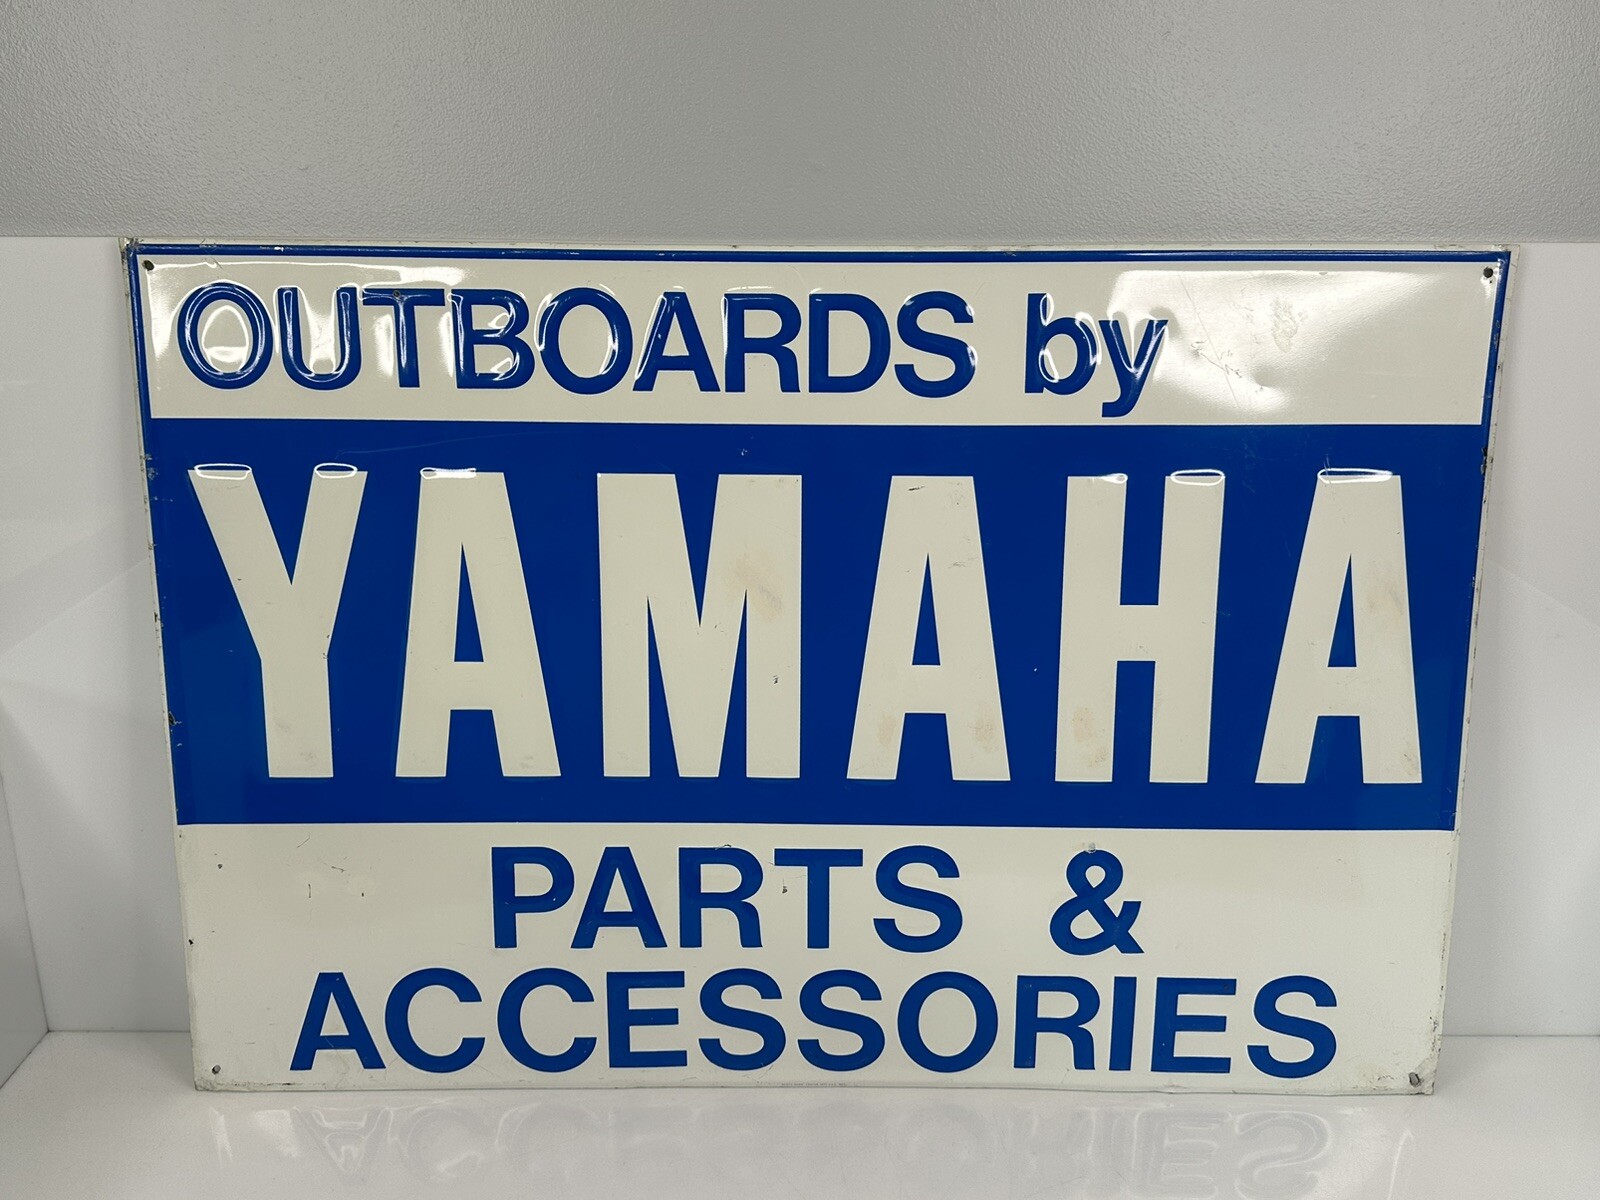 OUTBOARDS by
YAMAHA
PARTS &
ACCESSORIES